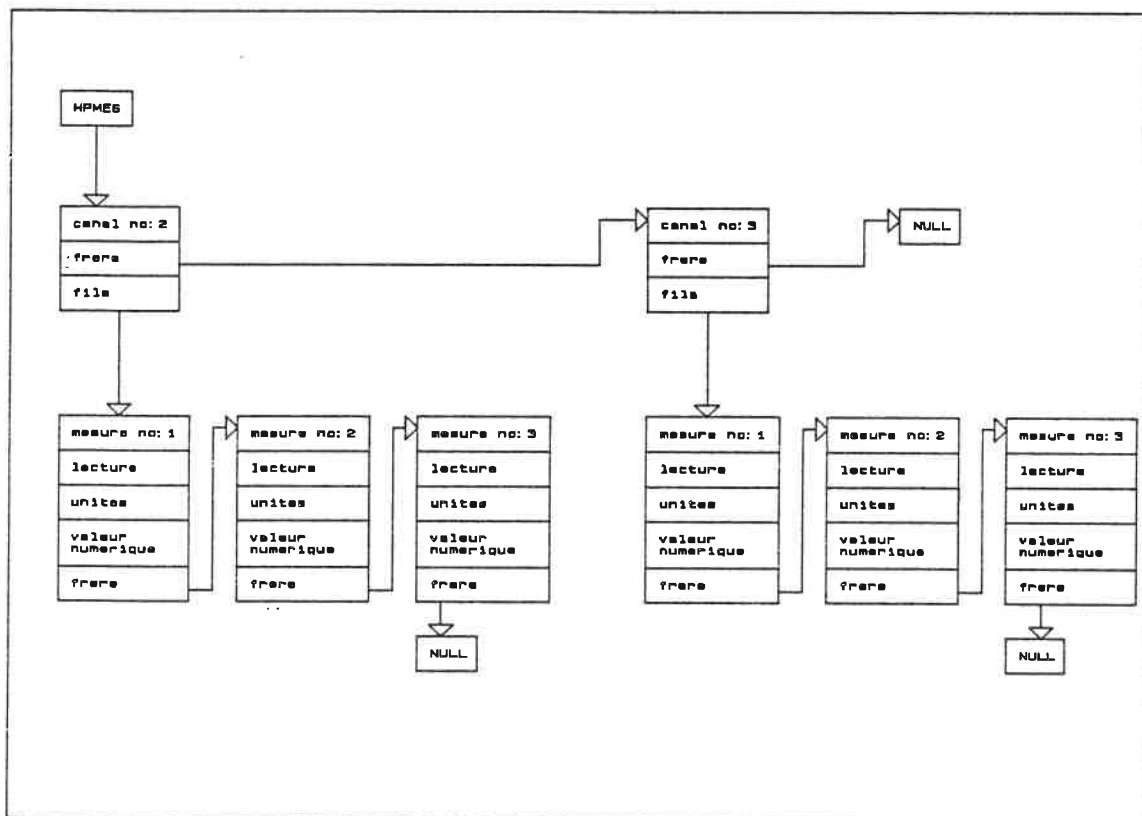 HPMES
canal no: 2
frere
fils
canal no: 3
frere
fils
NULL
mesure no: 1
lecture
unites
valeur
numerique
frere
mesure no: 2
lecture
unites
valeur
numerique
frere
mesure no: 3
lecture
unites
valeur
numerique
frere
NULL
mesure no: 1
lecture
unites
valeur
numerique
frere
mesure no: 2
lecture
unites
valeur
numerique
frere
mesure no: 3
lecture
unites
valeur
numerique
frere
NULL